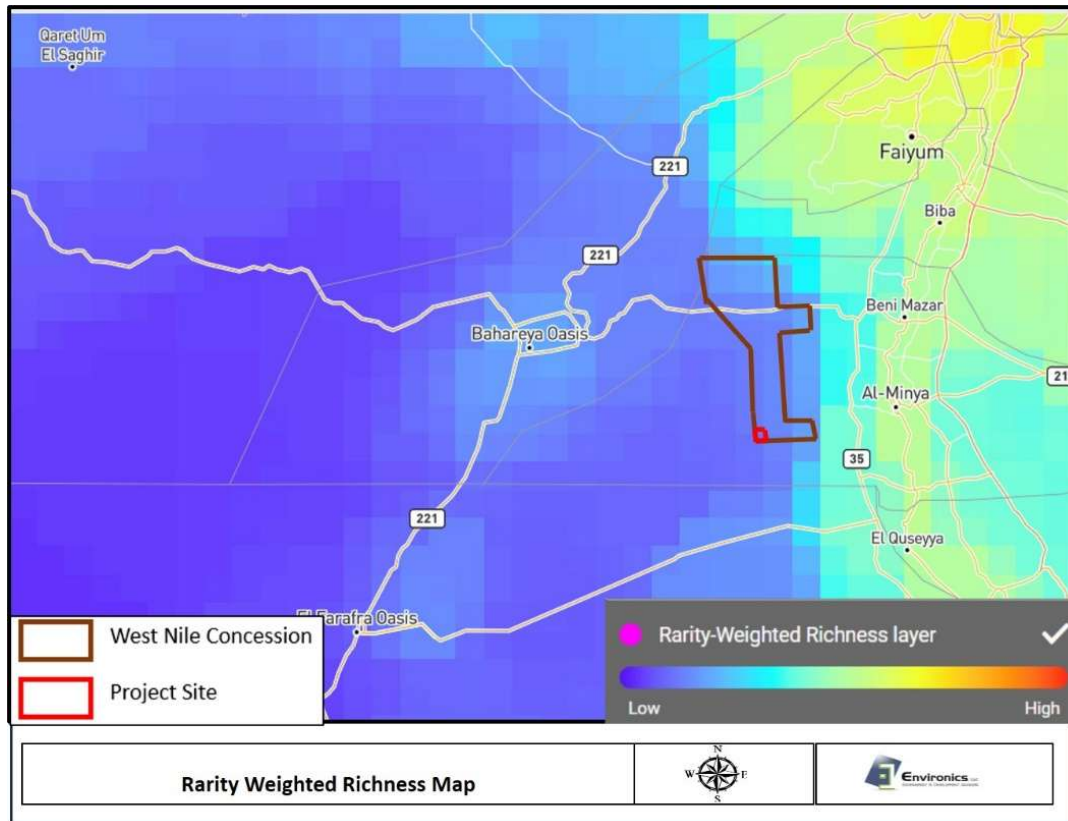 Qaret Um
El Saghir
221
Faiyum
Biba
221
Bahareya Oasis
Beni Mazar
21
Al-Minya
35
221
El Quseyya
El Farafra Oasis
West Nile Concession
Project Site
Rarity-Weighted Richness layer
Low
High
Rarity Weighted Richness Map
N
W
E
S
Environics